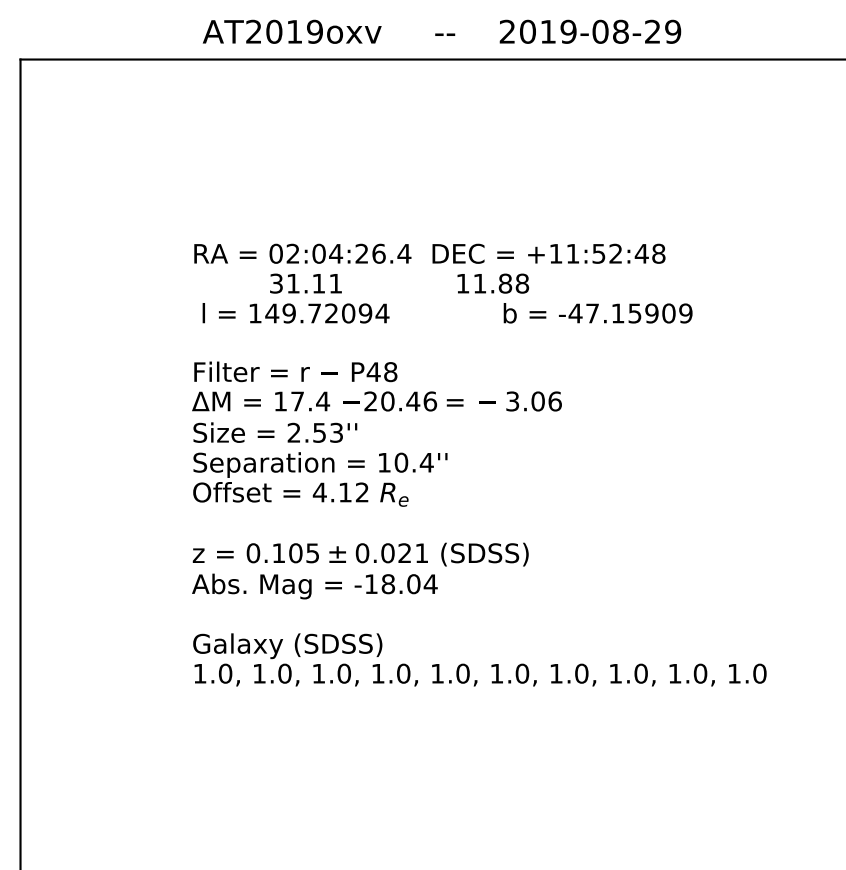 AT2019oxv -- 2019-08-29
RA = 02:04:26.4 DEC = +11:52:48
31.11 11.88
l = 149.72094 b = -47.15909
Filter = r − P48
ΔM = 17.4 −20.46 = − 3.06
Size = 2.53''
Separation = 10.4''
Offset = 4.12 Rₑ
z = 0.105 ± 0.021 (SDSS)
Abs. Mag = -18.04
Galaxy (SDSS)
1.0, 1.0, 1.0, 1.0, 1.0, 1.0, 1.0, 1.0, 1.0, 1.0